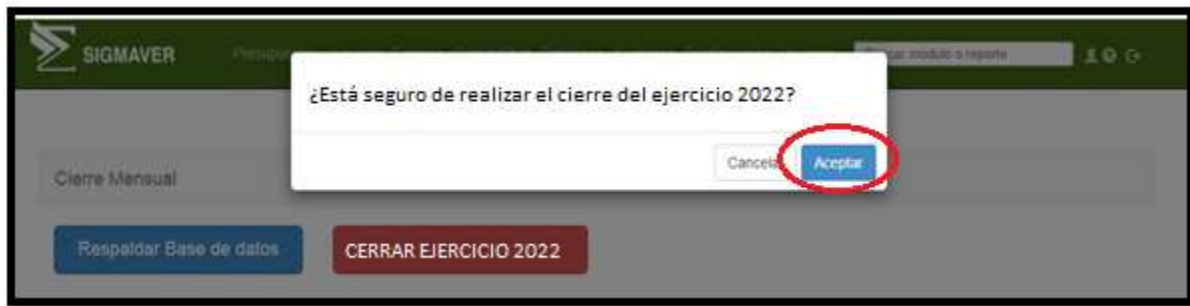 SIGMAVER
¿Está seguro de realizar el cierre del ejercicio 2022?
Cancela
Aceptar
Cierre Mensual
Respaldar Base de datos
CERRAR EJERCICIO 2022